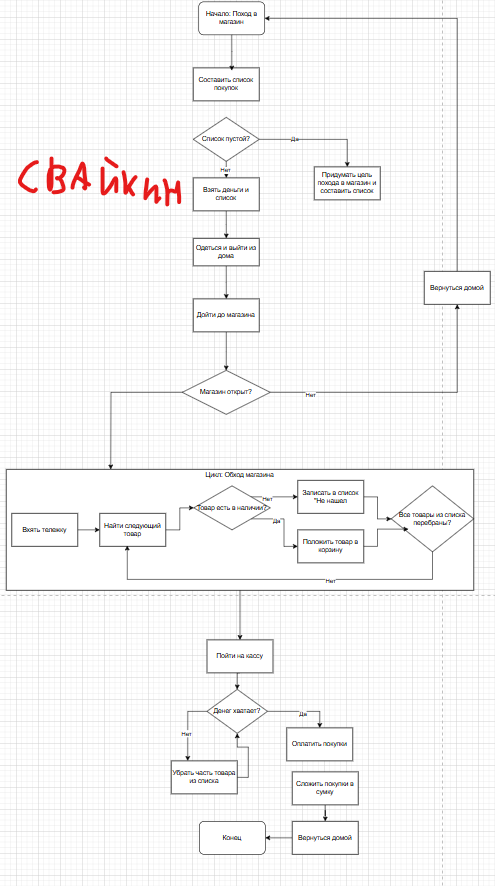 Начало: Поход в
магазин
Составить список
покупок
Список пустой?
Да
Нет
Придумать цель
похода в магазин и
составить список
СВАЙКИН
Взять деньги и
список
Одеться и выйти из
дома
Вернуться домой
Дойти до магазина
Магазин открыт?
Нет
Цикл: Обход магазина
Вхять тележку
Найти следующий
товар
Товар есть в наличии?
Нет
Да
Записать в список
"Не нашел
Положить товар в
корзину
Все товары из списка
перебраны?
Нет
Пойти на кассу
Денег хватает?
Нет
Да
Оплатить покупки
Убрать часть товара
из списка
Сложить покупки в
сумку
Вернуться домой
Конец